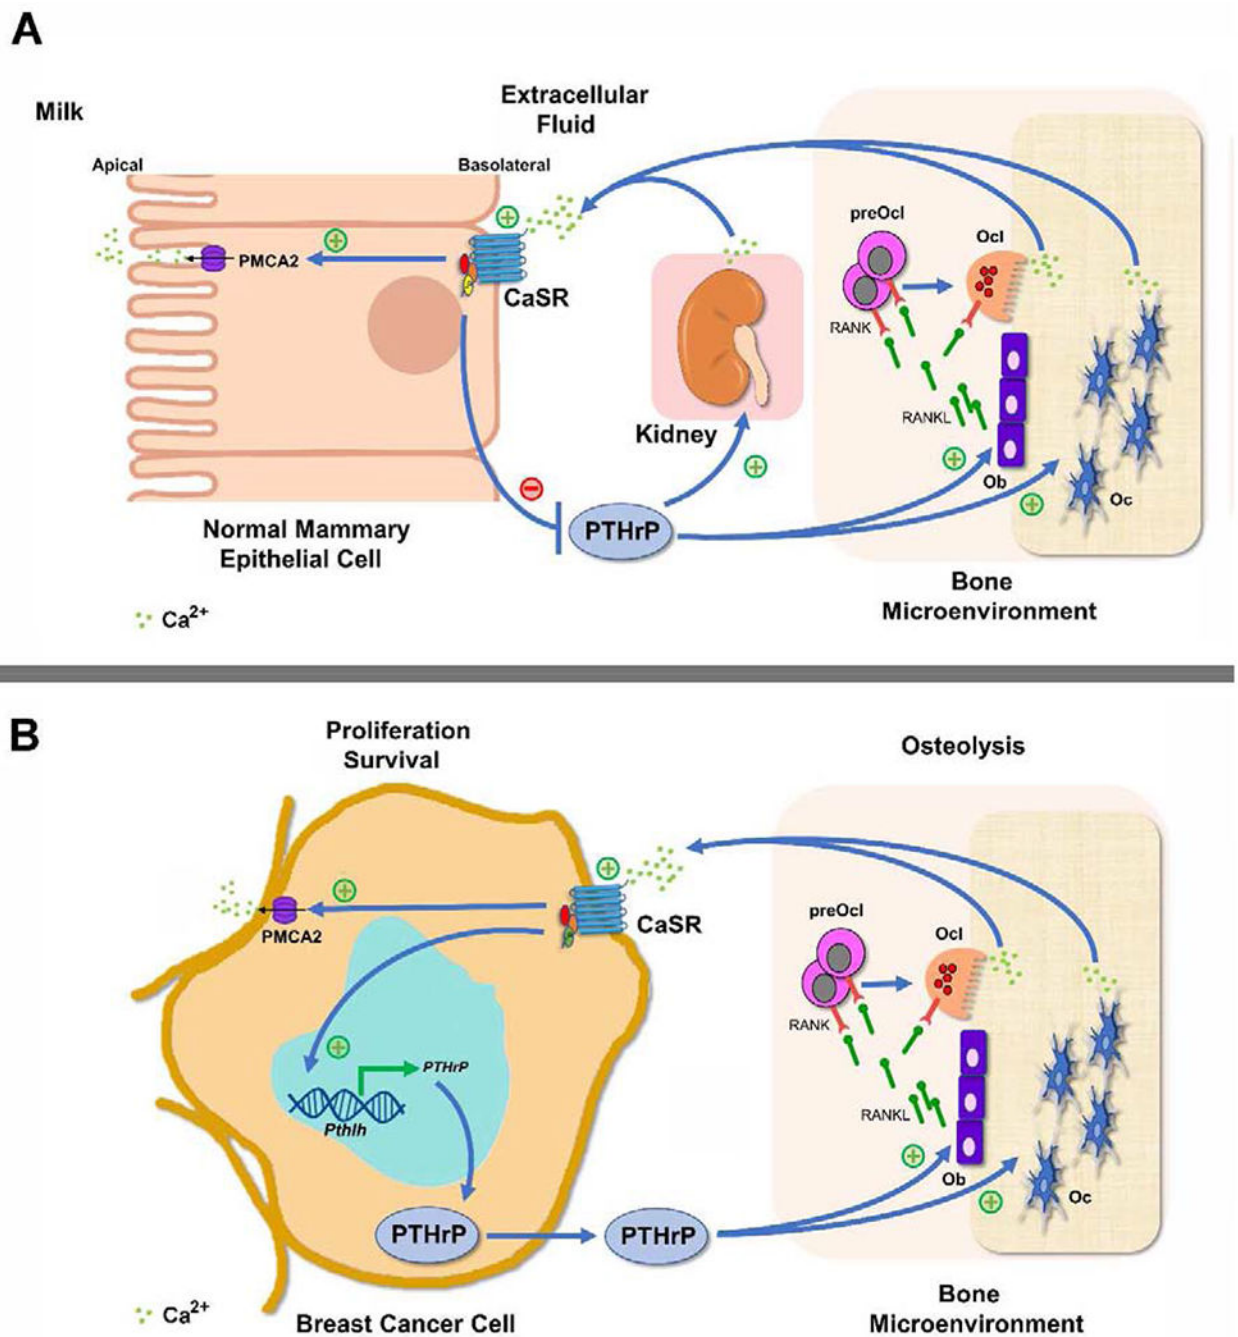 A
Milk
Extracellular
Fluid
Apical
Basolateral
preOcl
Ocl
PMCA2
CaSR
RANK
RANKL
Kidney
Ob
Oc
PTHrP
Normal Mammary
Epithelial Cell
Bone
Microenvironment
Ca2+
B
Proliferation
Survival
Osteolysis
CaSR
preOcl
Ocl
PMCA2
RANK
PTHrP
Pthlh
RANKL
Ob
Oc
PTHrP
PTHrP
Bone
Microenvironment
Ca2+
Breast Cancer Cell